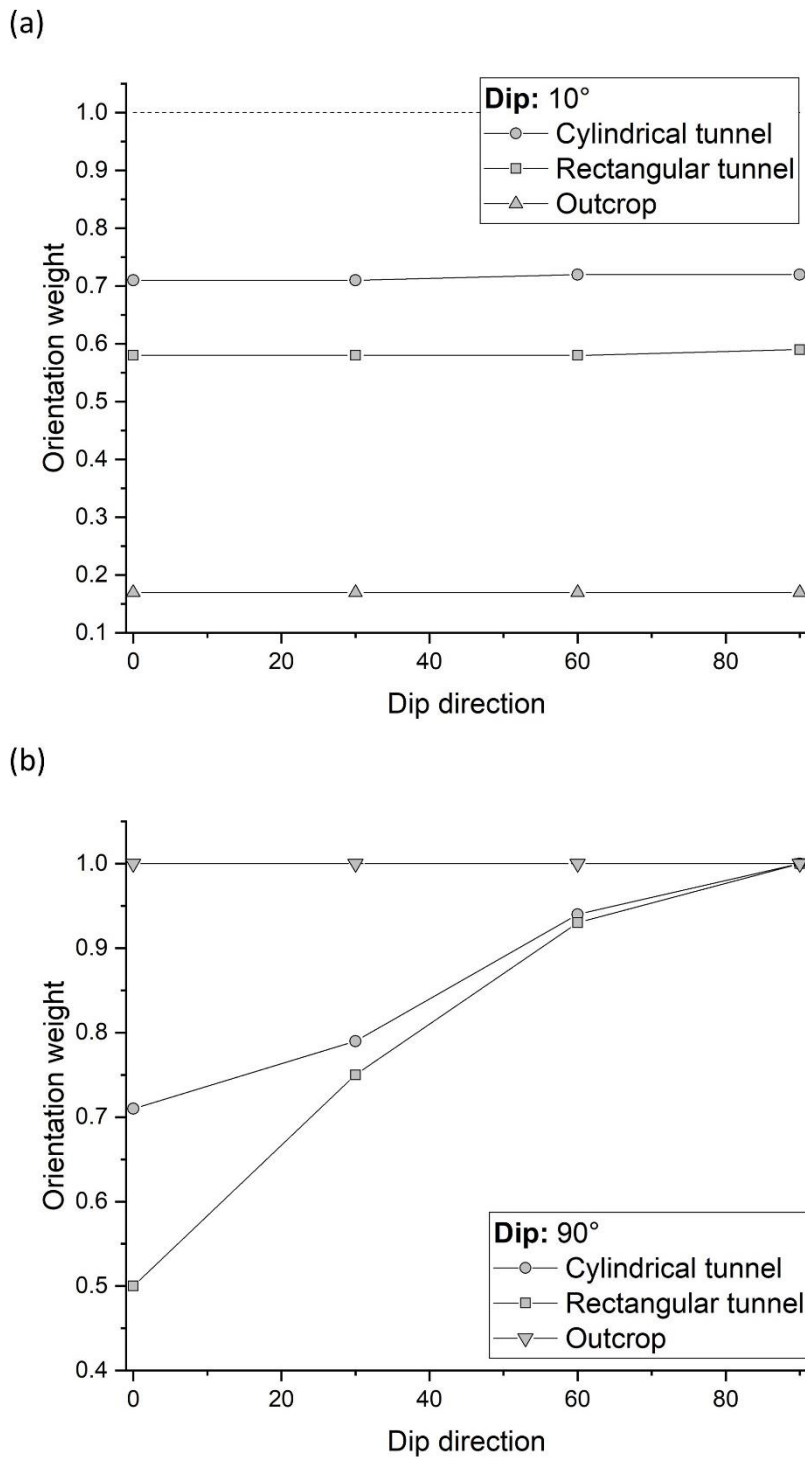 (a)
Dip: 10°
Cylindrical tunnel
Rectangular tunnel
Outcrop
1.0
0.9
0.8
0.7
0.6
0.5
0.4
0.3
0.2
0.1
Orientation weight
0 20 40 60 80
Dip direction
(b)
1.0
0.9
0.8
0.7
0.6
0.5
0.4
Orientation weight
Dip: 90°
Cylindrical tunnel
Rectangular tunnel
Outcrop
0 20 40 60 80
Dip direction